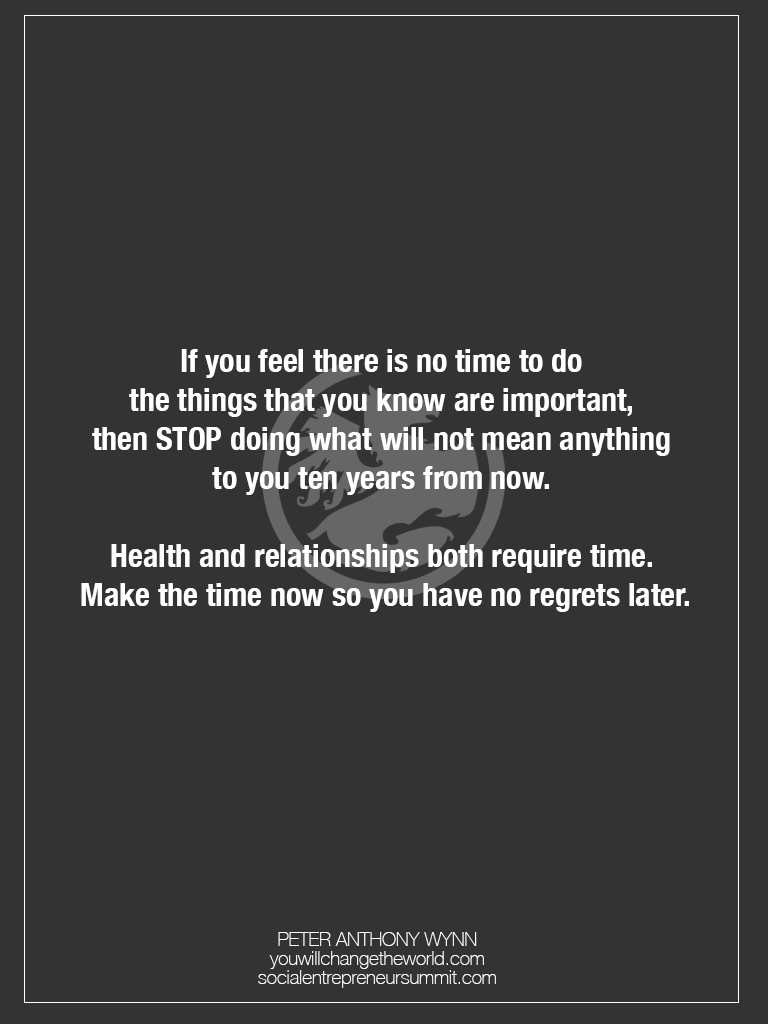 If you feel there is no time to do
the things that you know are important,
then STOP doing what will not mean anything
to you ten years from now.
Health and relationships both require time.
Make the time now so you have no regrets later.
PETER ANTHONY WYNN
youwillchangetheworld.com
socialentrepreneursummit.com